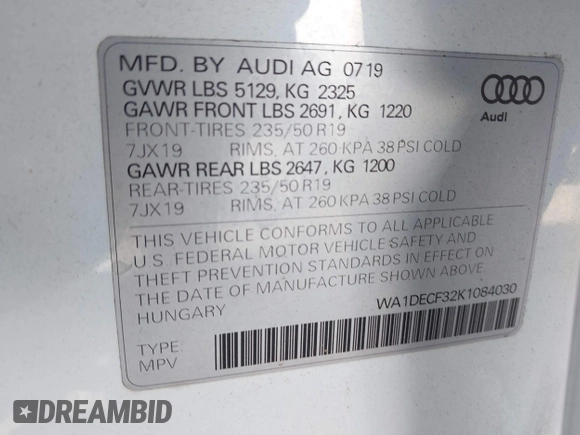 MFD. BY AUDI AG 07 19
GVWR LBS 5129, KG 2325
GAWR FRONT LBS 2691, KG 1220
FRONT-TIRES 235/50 R19
7JX19 RIMS, AT 260 KPA 38 PSI COLD
GAWR REAR LBS 2647, KG 1200
REAR-TIRES 235/50 R19
7JX19 RIMS, AT 260 KPA 38 PSI COLD
Audi
THIS VEHICLE CONFORMS TO ALL APPLICABLE
U.S. FEDERAL MOTOR VEHICLE SAFETY AND
THEFT PREVENTION STANDARDS IN EFFECT ON
THE DATE OF MANUFACTURE SHOWN ABOVE.
HUNGARY
WA1DECF32K1084030
TYPE:
MPV
DREAMBID